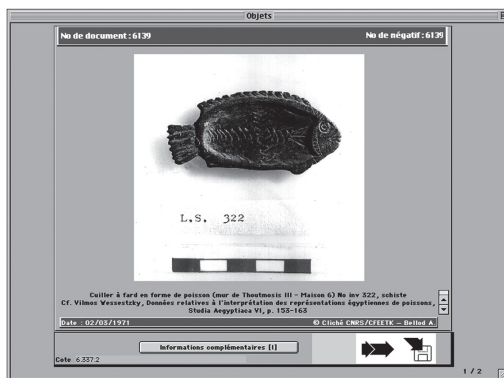 Objets
No de document : 6139 No de négatif : 6139
L.S. 322
Cuiller à fard en forme de poisson (mur de Thoutmosis III - Maison 6) No inv 322, schiste
Cf. Vilmos Wessetzky, Données relatives à l'interprétation des représentations égyptiennes de poissons,
Studia Aegyptiaca VI, p. 153-163
Date : 02/03/1971 © Cliché CNRS/CFEETK – Bellod A
Informations complémentaires [1]
Cote 6.337.2
1 / 2